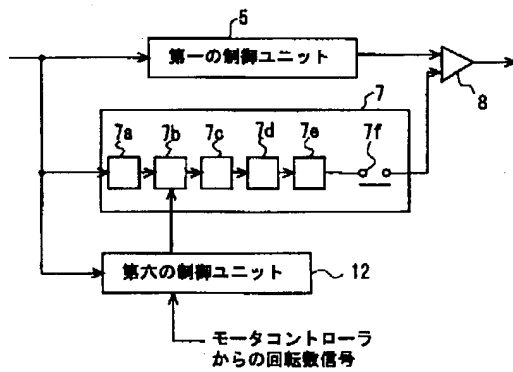 5
第一の制御ユニット
8
7
7a 7b 7c 7d 7e 7f
第六の制御ユニット
12
モータコントローラ
からの回転数信号